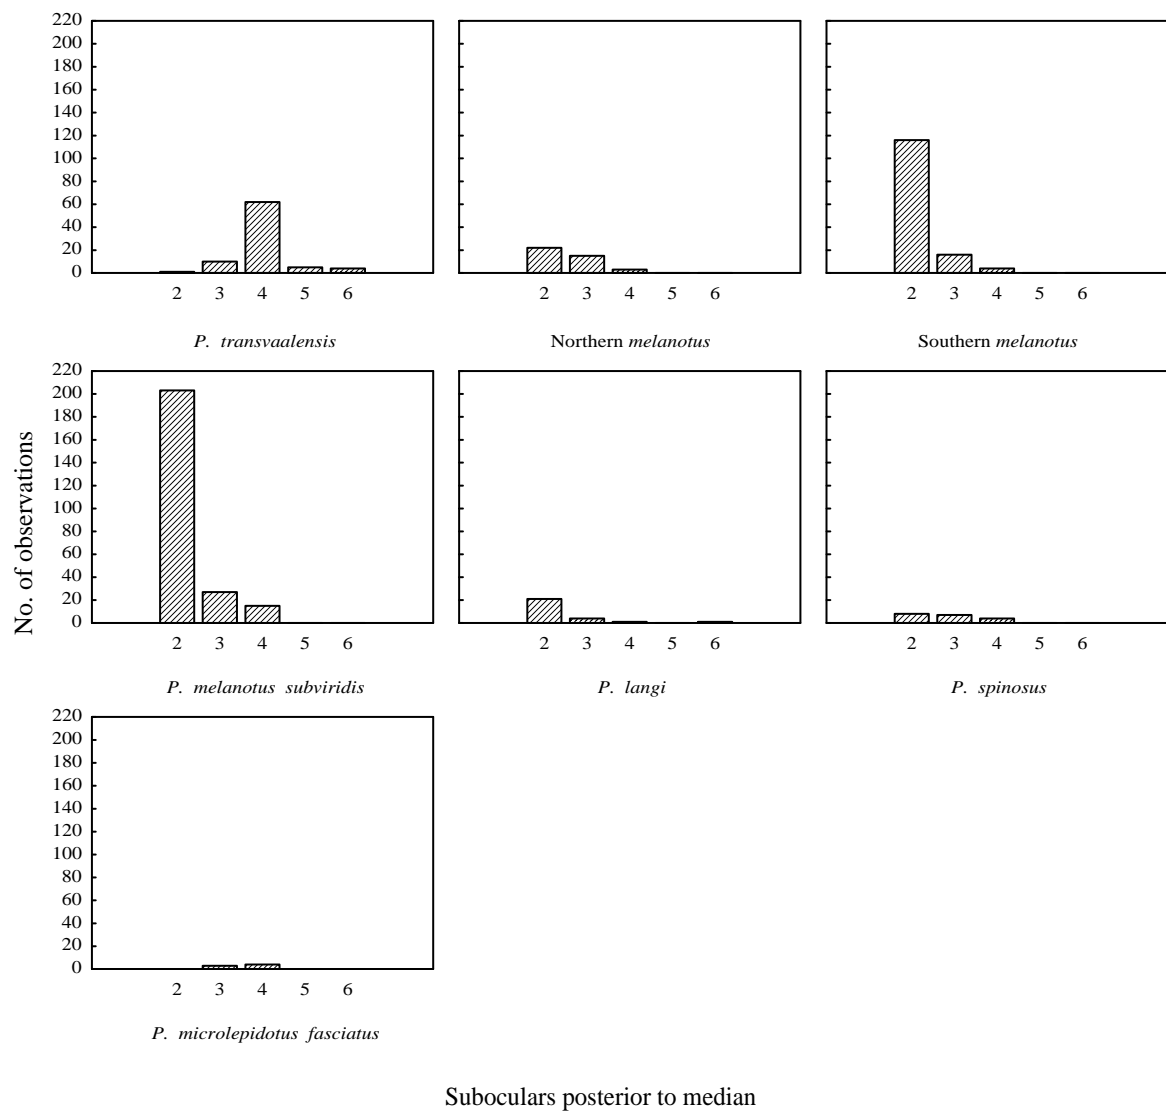 220
200
180
160
140
120
100
80
60
40
20
0
2 3 4 5 6
2 3 4 5 6
2 3 4 5 6
P. transvaalensis
Northern melanotus
Southern melanotus
No. of observations
220
200
180
160
140
120
100
80
60
40
20
0
2 3 4 5 6
2 3 4 5 6
2 3 4 5 6
P. melanotus subviridis
P. langi
P. spinosus
220
200
180
160
140
120
100
80
60
40
20
0
2 3 4 5 6
P. microlepidotus fasciatus
Suboculars posterior to median